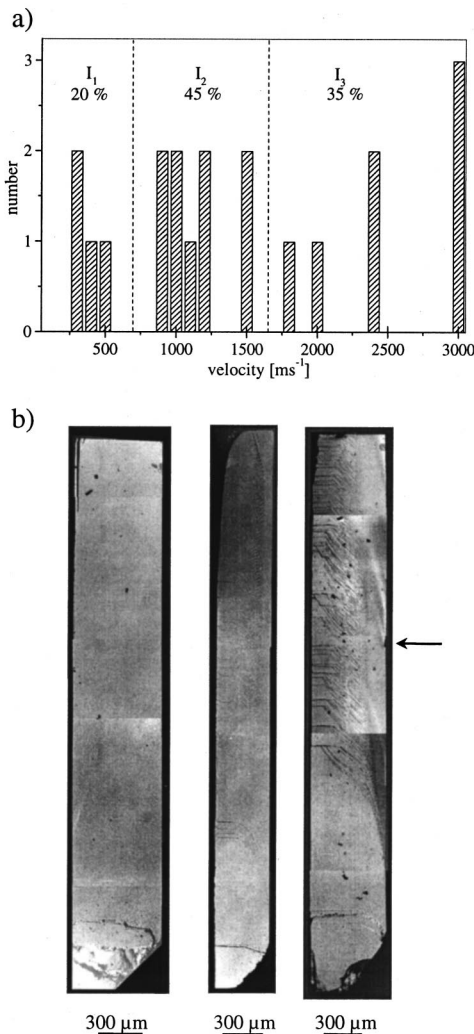 a)
3
2
1
0
number
I₁
20 %
I₂
45 %
I₃
35 %
500 1000 1500 2000 2500 3000
velocity [ms⁻¹]
b)
300 µm 300 µm 300 µm